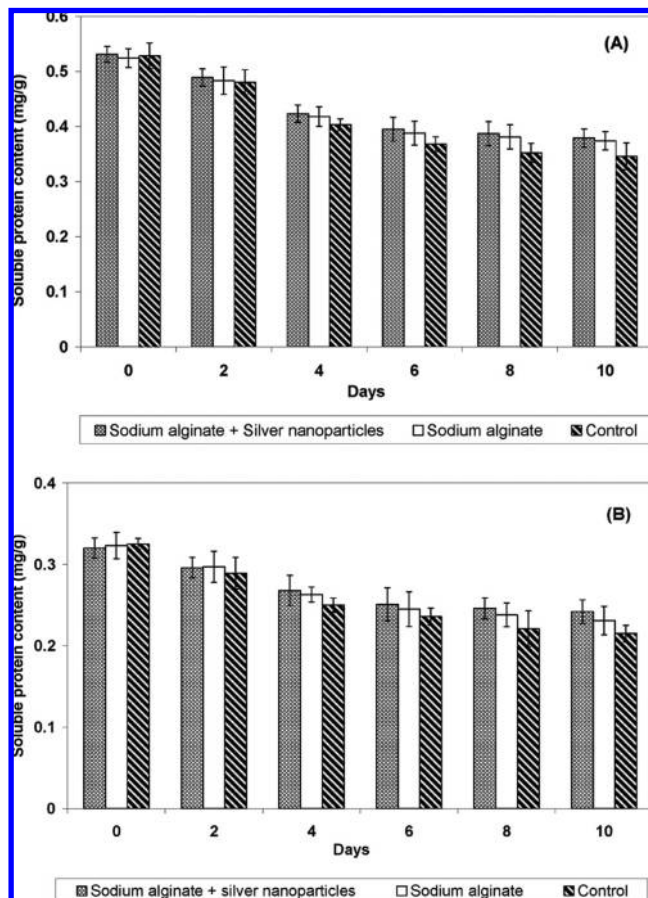 0.6
(A)
0.5
0.4
0.3
0.2
0.1
0
Soluble protein content (mg/g)
0 2 4 6 8 10
Days
Sodium alginate + Silver nanoparticles Sodium alginate Control
0.4
(B)
0.3
0.2
0.1
0
Soluble protein content (mg/g)
0 2 4 6 8 10
Days
Sodium alginate + silver nanoparticles Sodium alginate Control